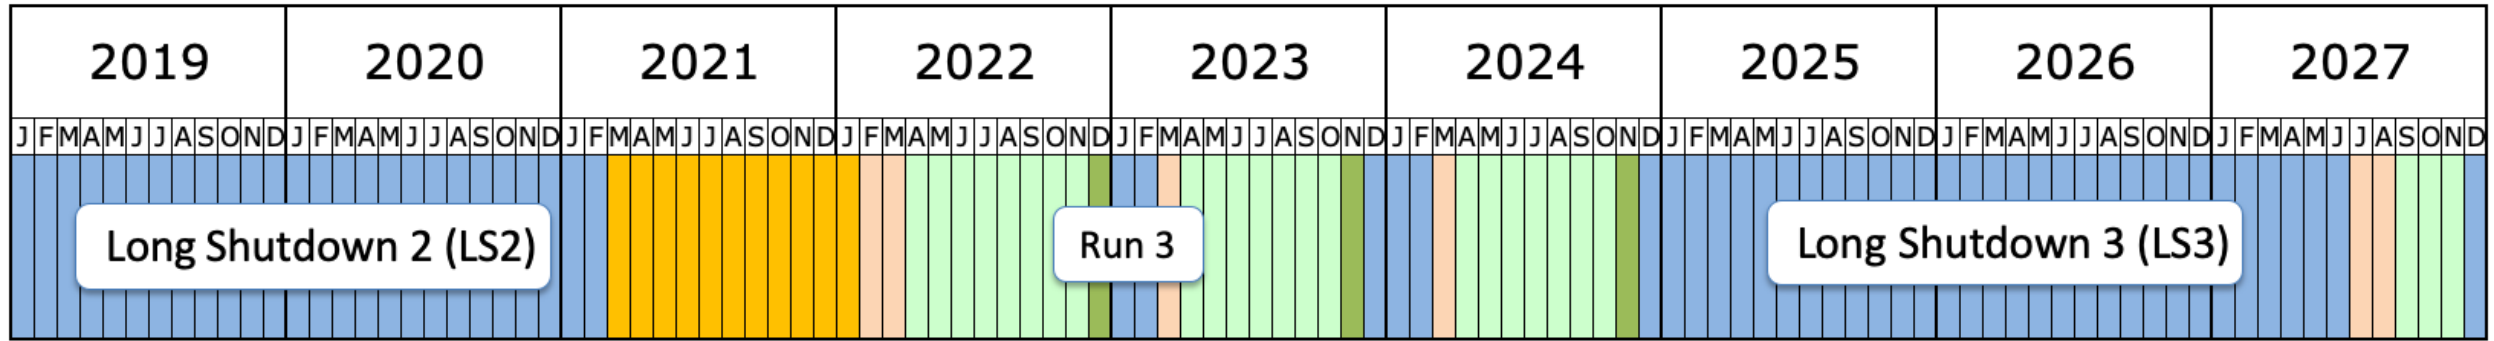 2019 2020 2021 2022 2023 2024 2025 2026 2027
J F M A M J J A S O N D J F M A M J J A S O N D J F M A M J J A S O N D J F M A M J J A S O N D J F M A M J J A S O N D J F M A M J J A S O N D J F M A M J J A S O N D J F M A M J J A S O N D J F M A M J J A S O N D
Long Shutdown 2 (LS2) Run 3 Long Shutdown 3 (LS3)